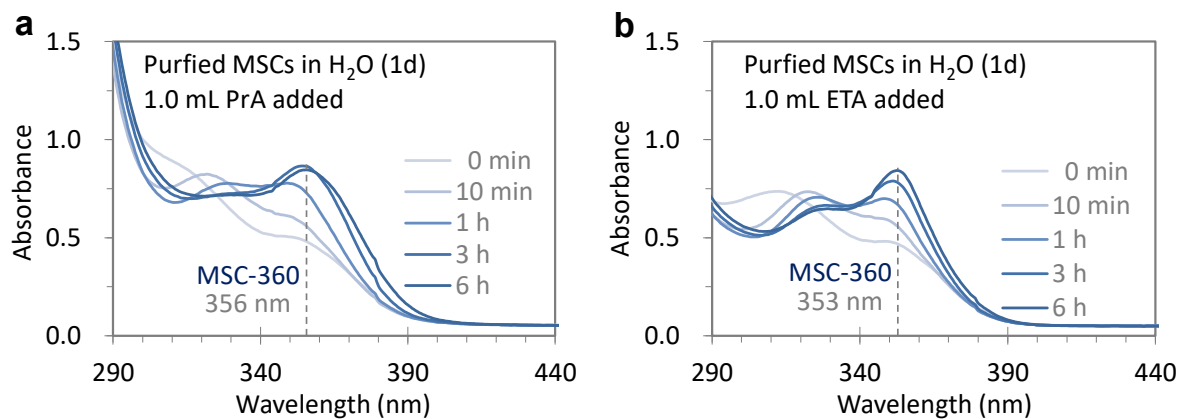 a
Purfied MSCs in H₂O (1d)
1.0 mL PrA added
0 min
10 min
1 h
3 h
6 h
MSC-360
356 nm
Absorbance
1.5
1.0
0.5
0.0
290
340
390
440
Wavelength (nm)
b
Purfied MSCs in H₂O (1d)
1.0 mL ETA added
0 min
10 min
1 h
3 h
6 h
MSC-360
353 nm
Absorbance
1.5
1.0
0.5
0.0
290
340
390
440
Wavelength (nm)